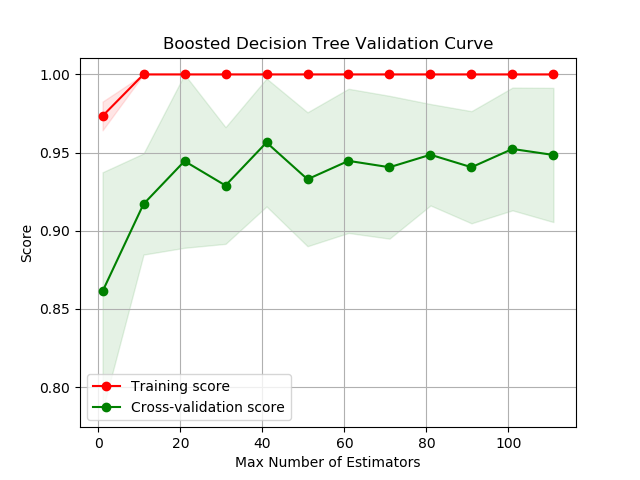 Boosted Decision Tree Validation Curve
1.00
0.95
0.90
0.85
0.80
Score
Training score
Cross-validation score
0 20 40 60 80 100
Max Number of Estimators